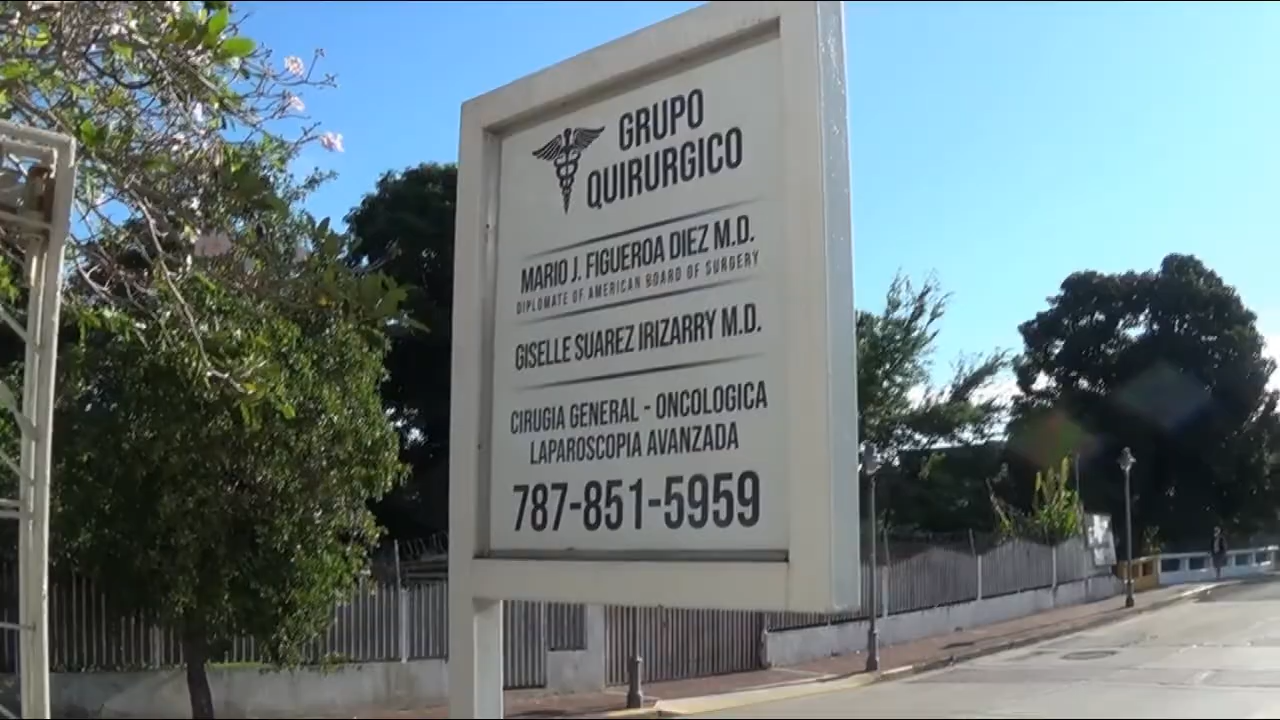 GRUPO
QUIRURGICO
MARIO J. FIGUEROA DIEZ M.D.
DIPLOMATE OF AMERICAN BOARD OF SURGERY
GISELLE SUAREZ IRIZARRY M.D.
CIRUGIA GENERAL - ONCOLOGICA
LAPAROSCOPIA AVANZADA
787-851-5959